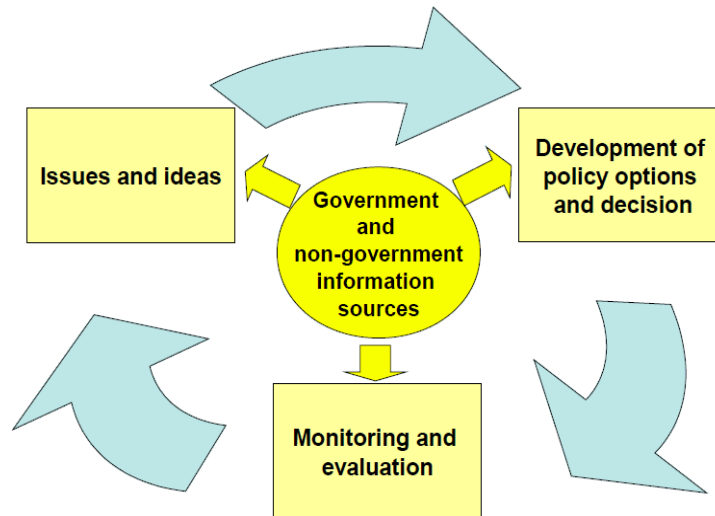 Issues and ideas
Development of
policy options
and decision
Government
and
non-government
information
sources
Monitoring and
evaluation